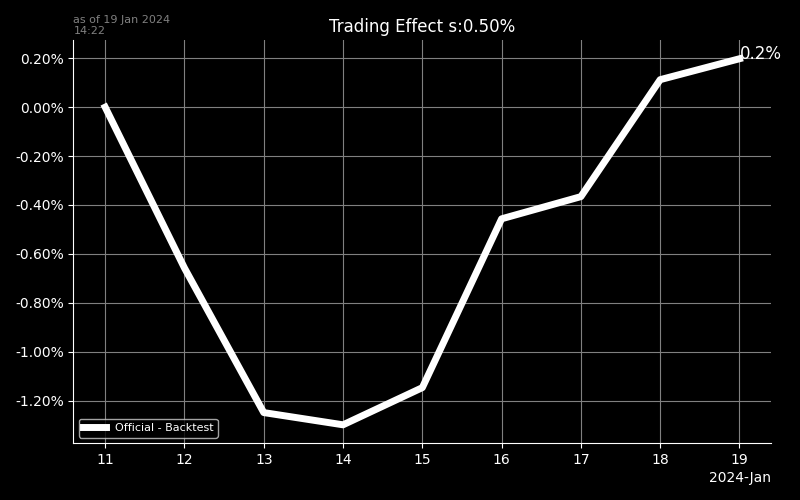 as of 19 Jan 2024
14:22
Trading Effect s:0.50%
0.2%
0.20%
0.00%
-0.20%
-0.40%
-0.60%
-0.80%
-1.00%
-1.20%
Official - Backtest
11 12 13 14 15 16 17 18 19
2024-Jan